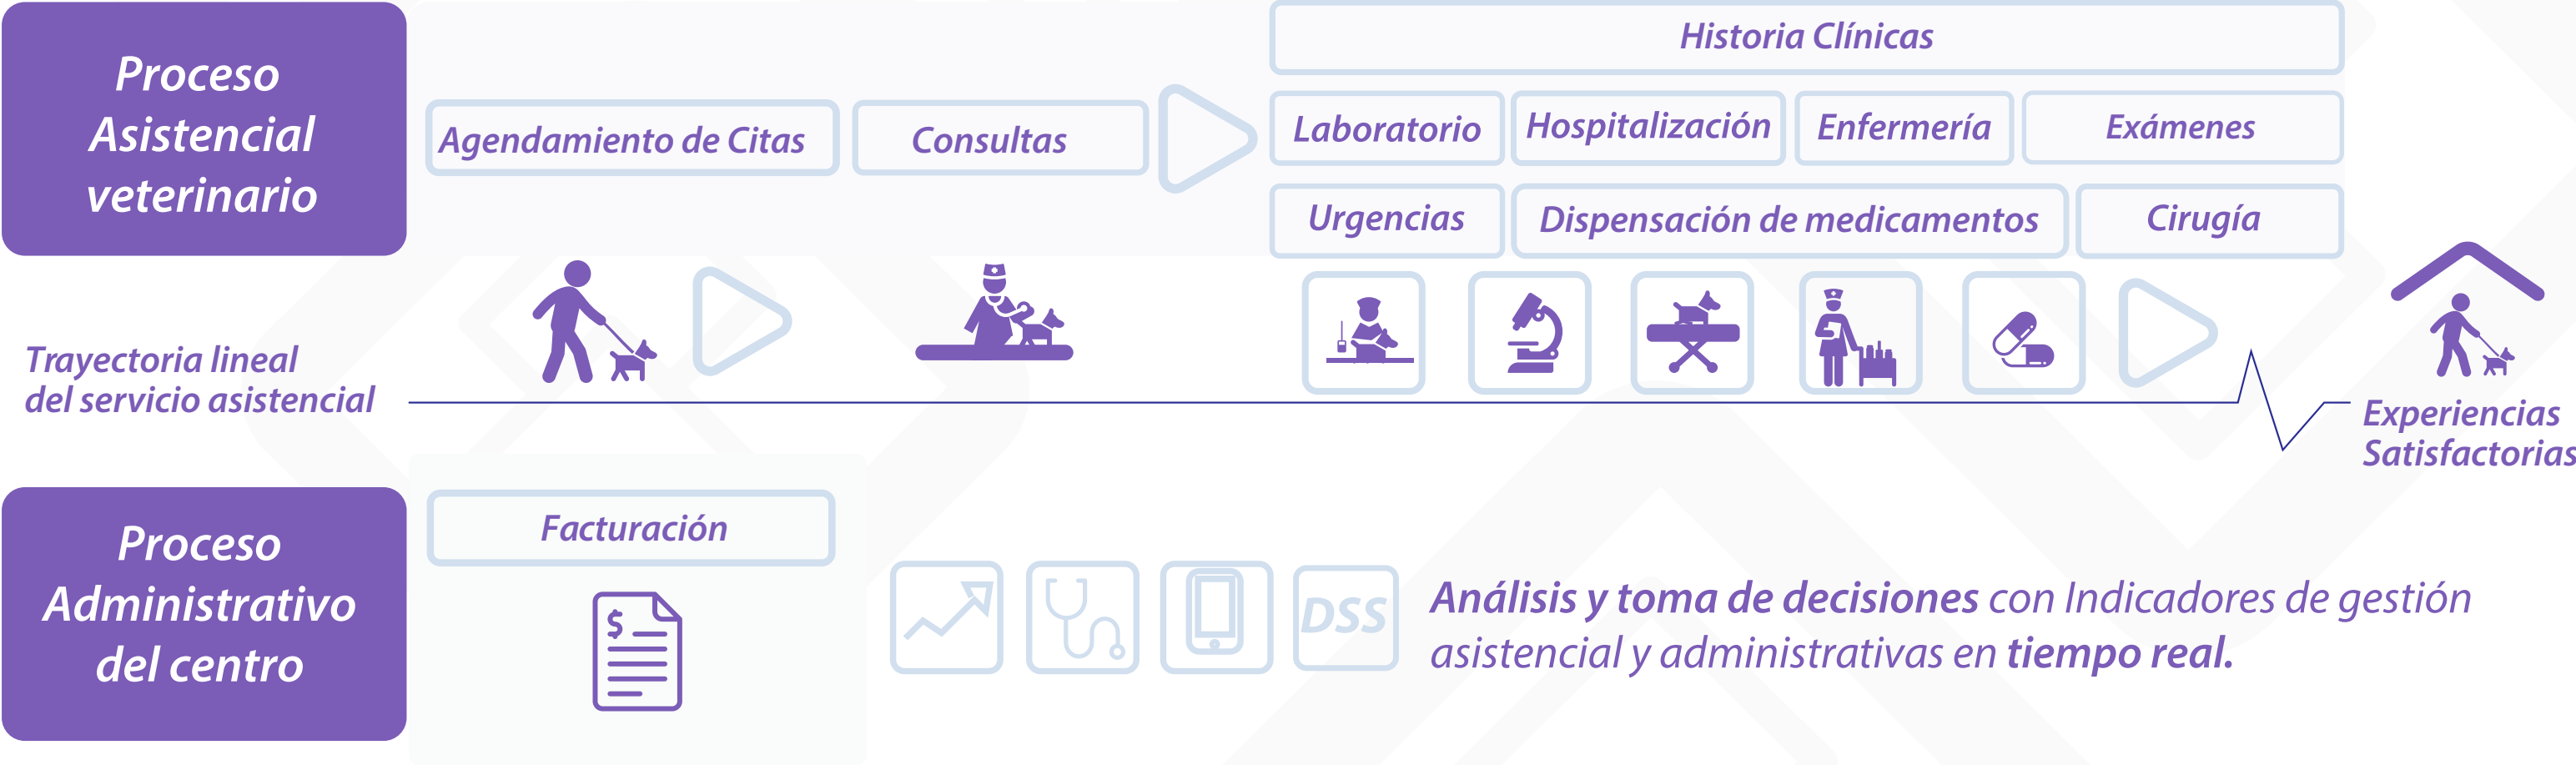 Proceso
Asistencial
veterinario
Agendamiento de Citas
Consultas
Historia Clínicas
Laboratorio
Hospitalización
Enfermería
Exámenes
Urgencias
Dispensación de medicamentos
Cirugía
Trayectoria lineal
del servicio asistencial
Experiencias
Satisfactorias
Proceso
Administrativo
del centro
Facturación
$
DSS
Análisis y toma de decisiones con Indicadores de gestión
asistencial y administrativas en tiempo real.